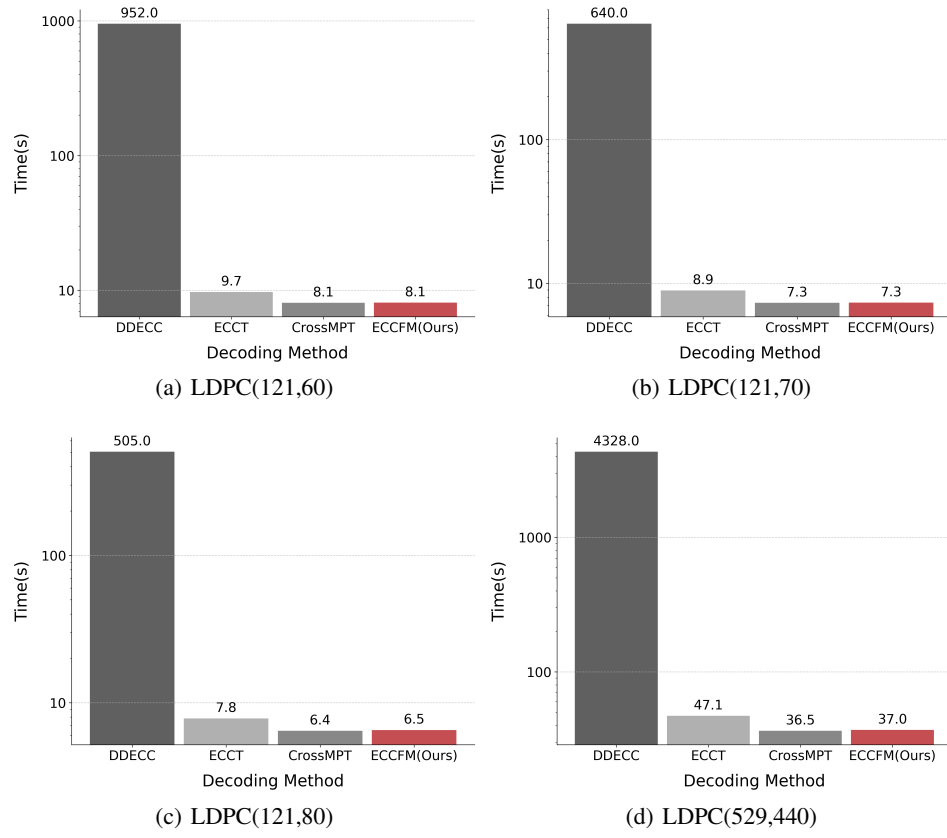 952.0
1000
100
10
Time(s)
9.7
8.1
8.1
DDECC ECCT CrossMPT ECCFM(Ours)
Decoding Method
(a) LDPC(121,60)
640.0
100
10
Time(s)
8.9
7.3
7.3
DDECC ECCT CrossMPT ECCFM(Ours)
Decoding Method
(b) LDPC(121,70)
505.0
100
10
Time(s)
7.8
6.4
6.5
DDECC ECCT CrossMPT ECCFM(Ours)
Decoding Method
(c) LDPC(121,80)
4328.0
1000
100
Time(s)
47.1
36.5
37.0
DDECC ECCT CrossMPT ECCFM(Ours)
Decoding Method
(d) LDPC(529,440)